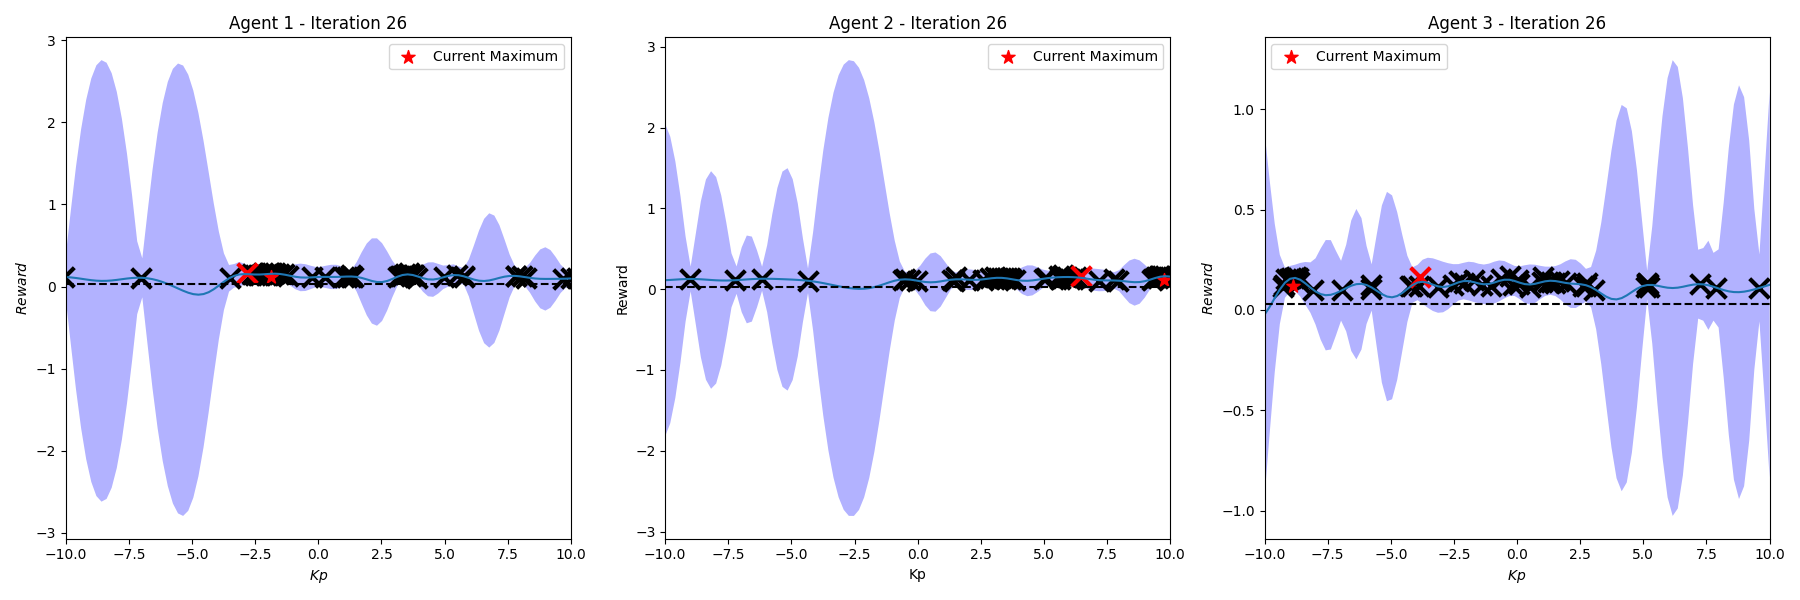 Agent 1 - Iteration 26
Current Maximum
Reward
3
2
1
0
−1
−2
−3
−10.0 −7.5 −5.0 −2.5 0.0 2.5 5.0 7.5 10.0
Kp
Agent 2 - Iteration 26
Current Maximum
Reward
3
2
1
0
−1
−2
−3
−10.0 −7.5 −5.0 −2.5 0.0 2.5 5.0 7.5 10.0
Kp
Agent 3 - Iteration 26
Current Maximum
Reward
1.0
0.5
0.0
−0.5
−1.0
−10.0 −7.5 −5.0 −2.5 0.0 2.5 5.0 7.5 10.0
Kp